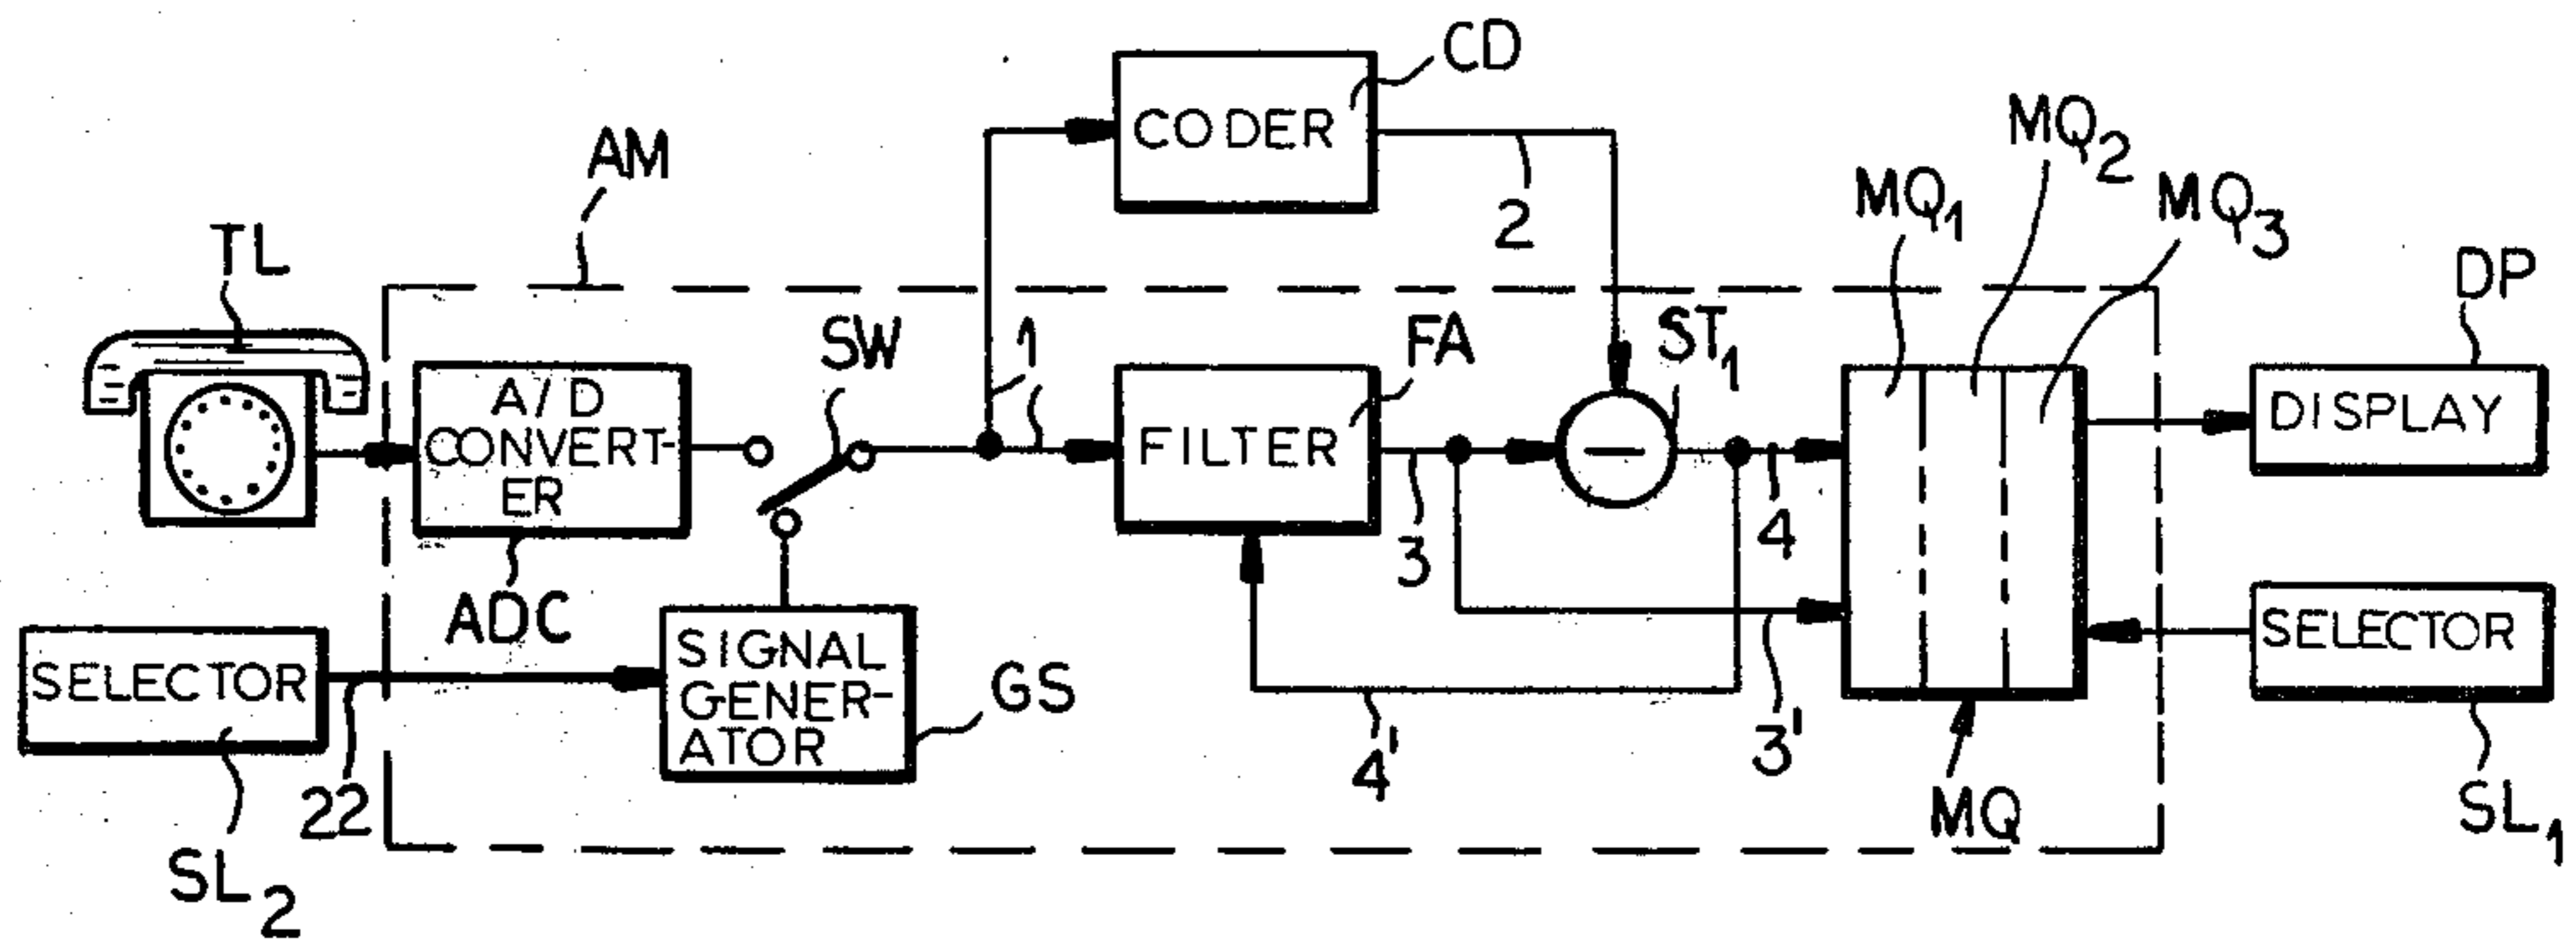 CD
CODER
AM
2
MQ2
MQ1
MQ3
TL
DP
1
SW
FA
ST1
A/D
CONVERT-
ER
FILTER
DISPLAY
3
4
ADC
SELECTOR
22
SIGNAL
GENER-
ATOR
GS
4'
3'
SELECTOR
MQ
SL1
SL2